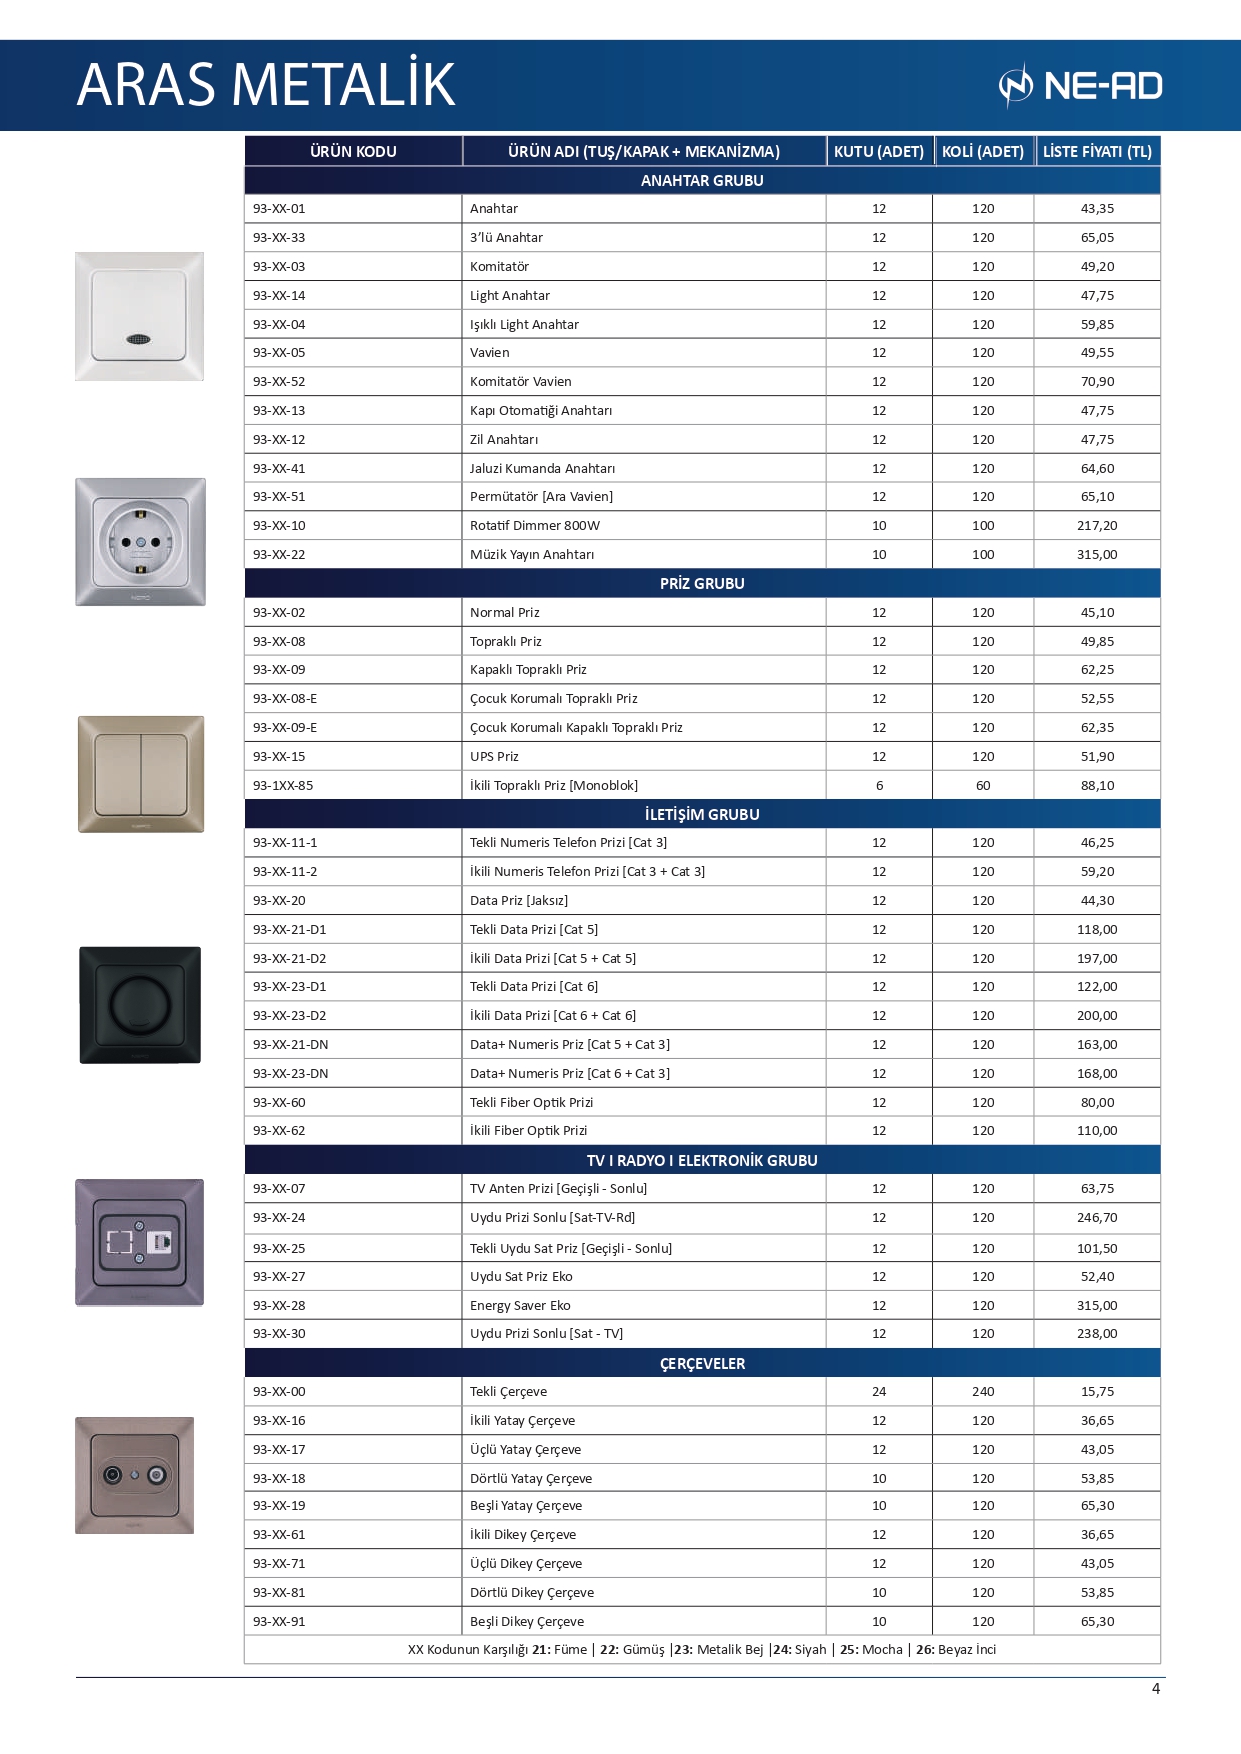 ARAS METALİK
NE-AD
ÜRÜN KODU ÜRÜN ADI (TUŞ/KAPAK + MEKANİZMA) KUTU (ADET) KOLİ (ADET) LİSTE FİYATI (TL)
ANAHTAR GRUBU
93-XX-01 Anahtar 12 120 43,35
93-XX-33 3’lü Anahtar 12 120 65,05
93-XX-03 Komitatör 12 120 49,20
93-XX-14 Light Anahtar 12 120 47,75
93-XX-04 Işıklı Light Anahtar 12 120 59,85
93-XX-05 Vavien 12 120 49,55
93-XX-52 Komitatör Vavien 12 120 70,90
93-XX-13 Kapı Otomatiği Anahtarı 12 120 47,75
93-XX-12 Zil Anahtarı 12 120 47,75
93-XX-41 Jaluzi Kumanda Anahtarı 12 120 64,60
93-XX-51 Permütatör [Ara Vavien] 12 120 65,10
93-XX-10 Rotatif Dimmer 800W 10 100 217,20
93-XX-22 Müzik Yayın Anahtarı 10 100 315,00
PRİZ GRUBU
93-XX-02 Normal Priz 12 120 45,10
93-XX-08 Topraklı Priz 12 120 49,85
93-XX-09 Kapaklı Topraklı Priz 12 120 62,25
93-XX-08-E Çocuk Korumalı Topraklı Priz 12 120 52,55
93-XX-09-E Çocuk Korumalı Kapaklı Topraklı Priz 12 120 62,35
93-XX-15 UPS Priz 12 120 51,90
93-1XX-85 İkili Topraklı Priz [Monoblok] 6 60 88,10
İLETİŞİM GRUBU
93-XX-11-1 Tekli Numeris Telefon Prizi [Cat 3] 12 120 46,25
93-XX-11-2 İkili Numeris Telefon Prizi [Cat 3 + Cat 3] 12 120 59,20
93-XX-20 Data Priz [Jaksız] 12 120 44,30
93-XX-21-D1 Tekli Data Prizi [Cat 5] 12 120 118,00
93-XX-21-D2 İkili Data Prizi [Cat 5 + Cat 5] 12 120 197,00
93-XX-23-D1 Tekli Data Prizi [Cat 6] 12 120 122,00
93-XX-23-D2 İkili Data Prizi [Cat 6 + Cat 6] 12 120 200,00
93-XX-21-DN Data+ Numeris Priz [Cat 5 + Cat 3] 12 120 163,00
93-XX-23-DN Data+ Numeris Priz [Cat 6 + Cat 3] 12 120 168,00
93-XX-60 Tekli Fiber Optik Prizi 12 120 80,00
93-XX-62 İkili Fiber Optik Prizi 12 120 110,00
TV I RADYO I ELEKTRONİK GRUBU
93-XX-07 TV Anten Prizi [Geçişli - Sonlu] 12 120 63,75
93-XX-24 Uydu Prizi Sonlu [Sat-TV-Rd] 12 120 246,70
93-XX-25 Tekli Uydu Sat Priz [Geçişli - Sonlu] 12 120 101,50
93-XX-27 Uydu Sat Priz Eko 12 120 52,40
93-XX-28 Energy Saver Eko 12 120 315,00
93-XX-30 Uydu Prizi Sonlu [Sat - TV] 12 120 238,00
ÇERÇEVELER
93-XX-00 Tekli Çerçeve 24 240 15,75
93-XX-16 İkili Yatay Çerçeve 12 120 36,65
93-XX-17 Üçlü Yatay Çerçeve 12 120 43,05
93-XX-18 Dörtlü Yatay Çerçeve 10 120 53,85
93-XX-19 Beşli Yatay Çerçeve 10 120 65,30
93-XX-61 İkili Dikey Çerçeve 12 120 36,65
93-XX-71 Üçlü Dikey Çerçeve 12 120 43,05
93-XX-81 Dörtlü Dikey Çerçeve 10 120 53,85
93-XX-91 Beşli Dikey Çerçeve 10 120 65,30
XX Kodunun Karşılığı 21: Füme | 22: Gümüş |23: Metalik Bej |24: Siyah | 25: Mocha | 26: Beyaz İnci
4